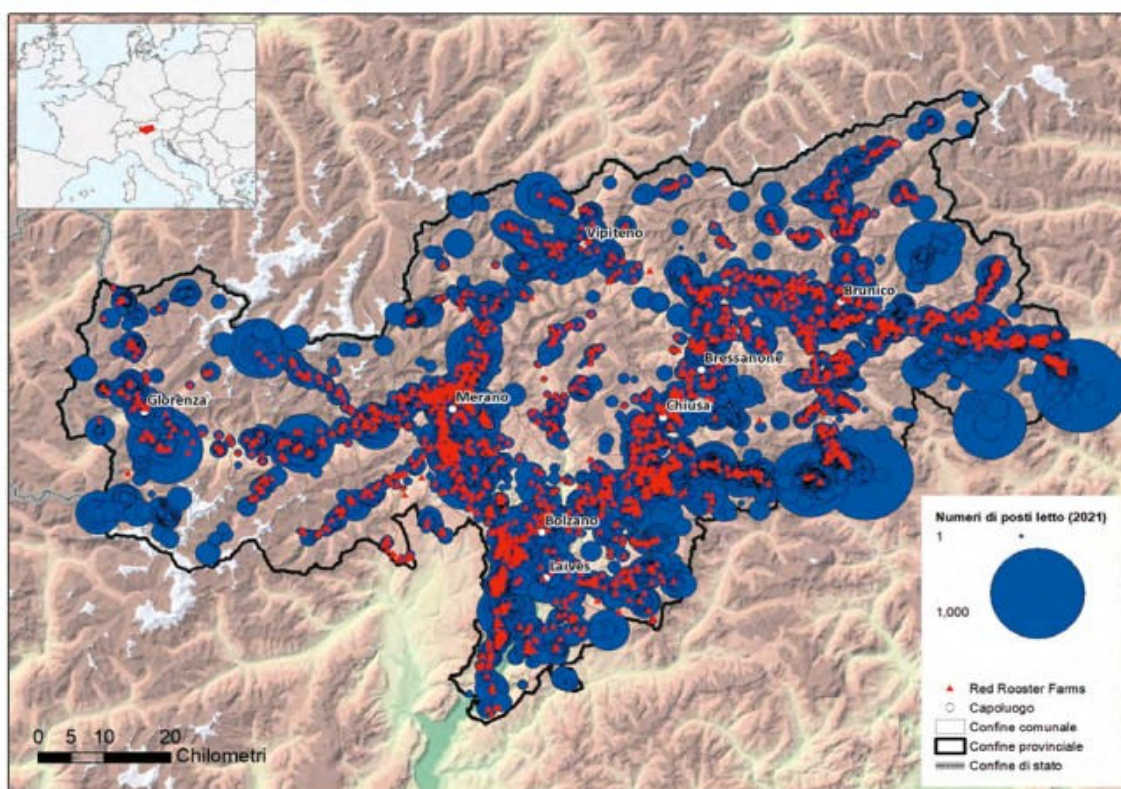 Vipiteno
Brunico
Bressanone
Glorenza
Merano
Chiusa
Bolzano
Laives
Numeri di posti letto (2021)
1
1,000
Red Rooster Farms
Capoluogo
Confine comunale
Confine provinciale
Confine di stato
0 5 10 20
Chilometri